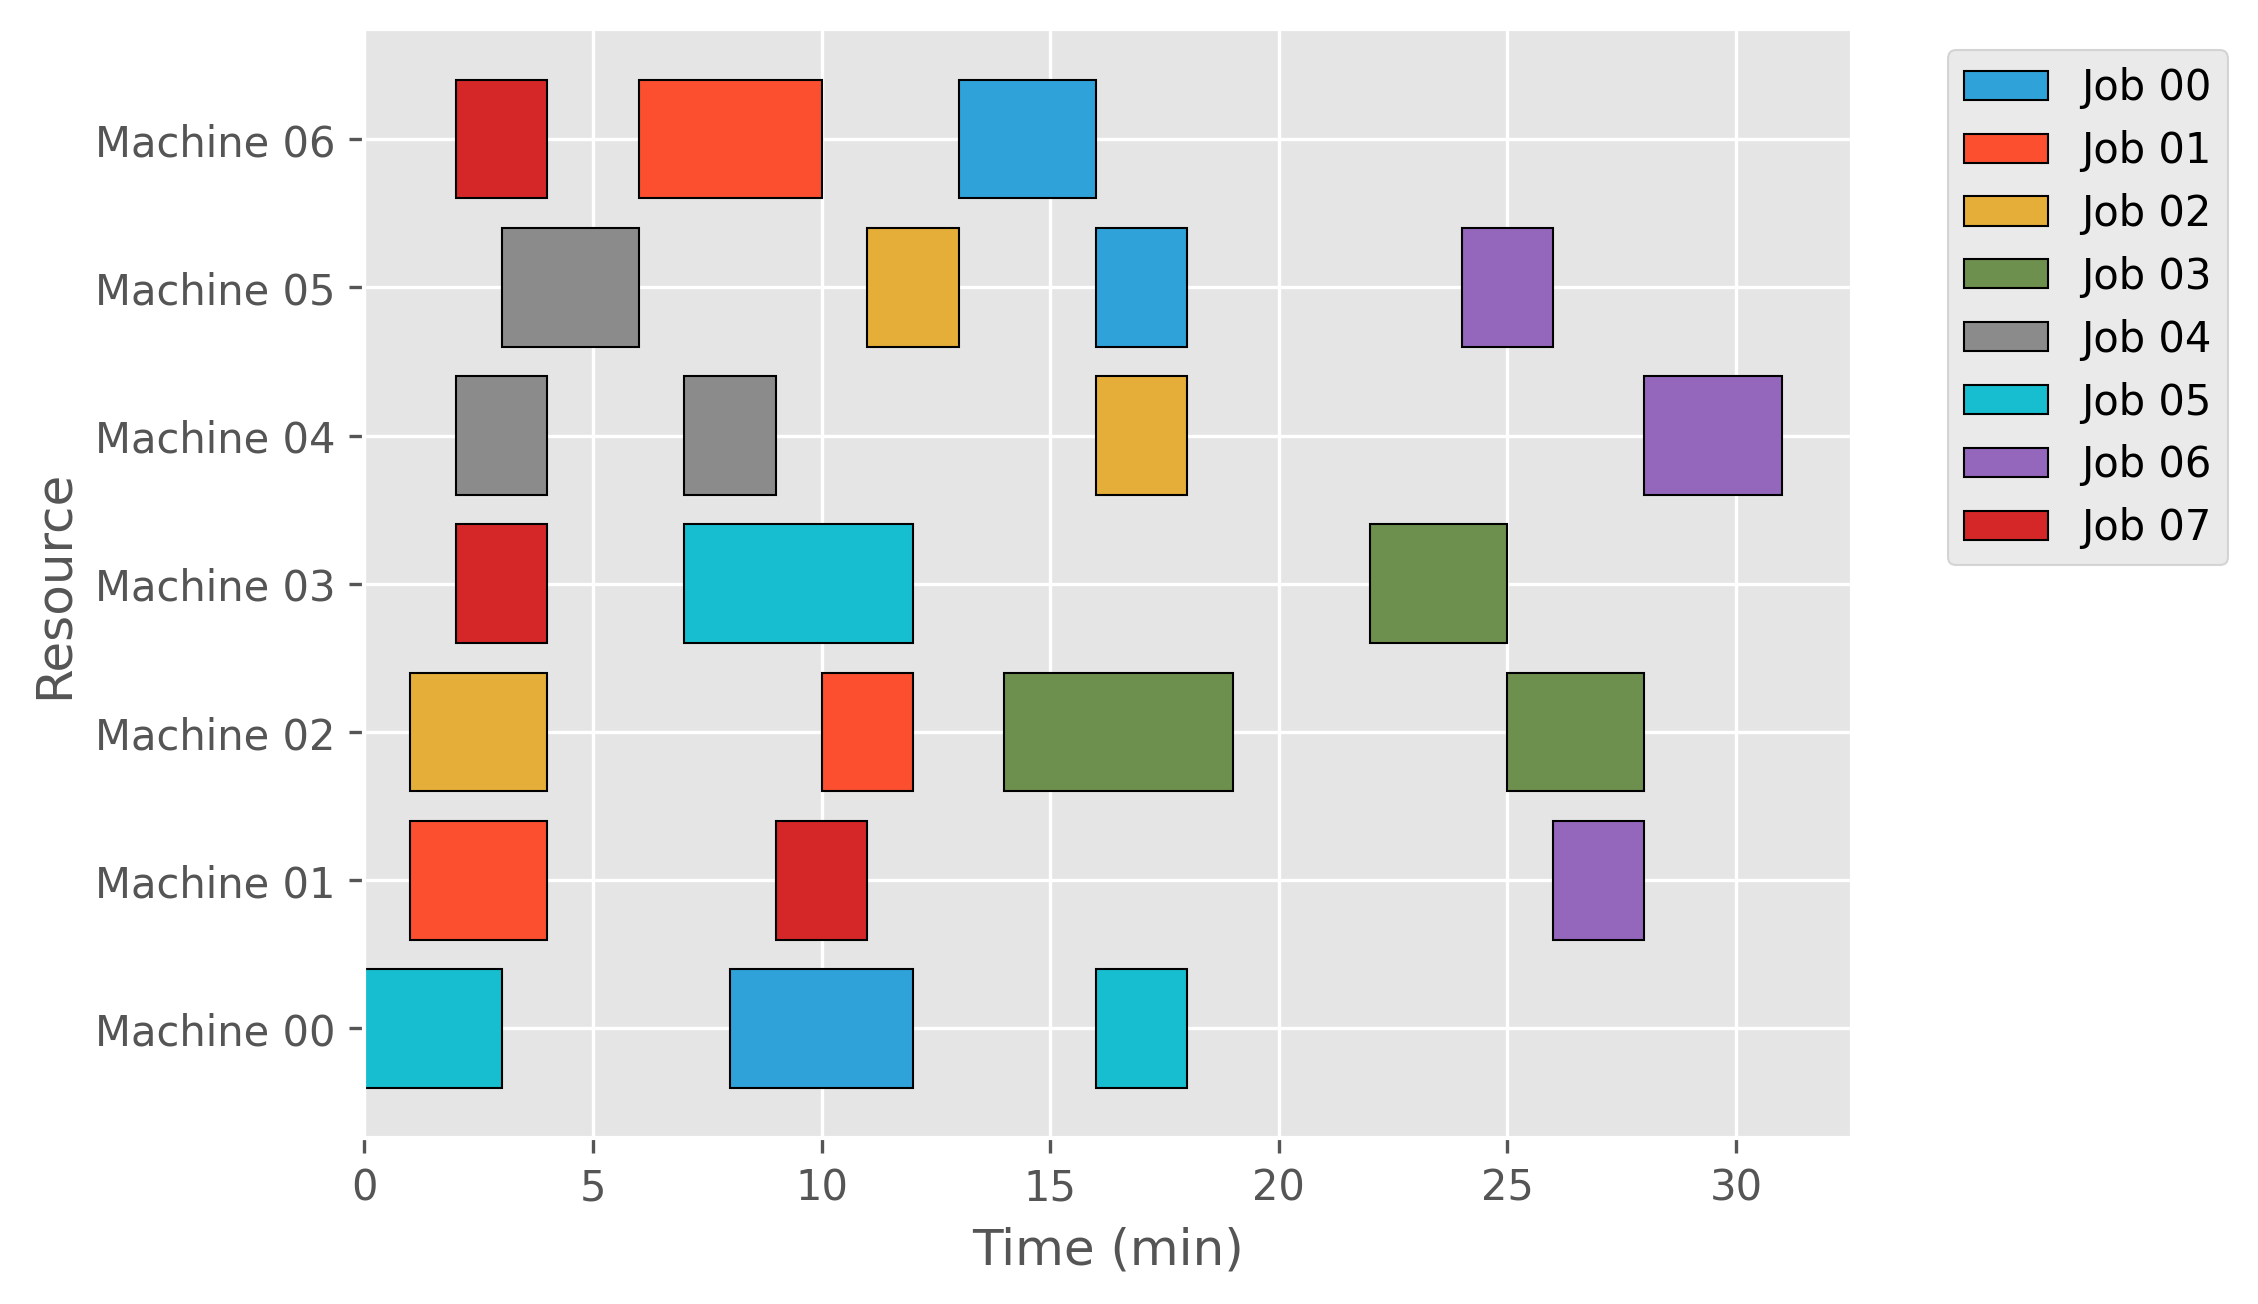 Machine 06
Machine 05
Machine 04
Machine 03
Machine 02
Machine 01
Machine 00
Resource
0 5 10 15 20 25 30
Time (min)
Job 00
Job 01
Job 02
Job 03
Job 04
Job 05
Job 06
Job 07